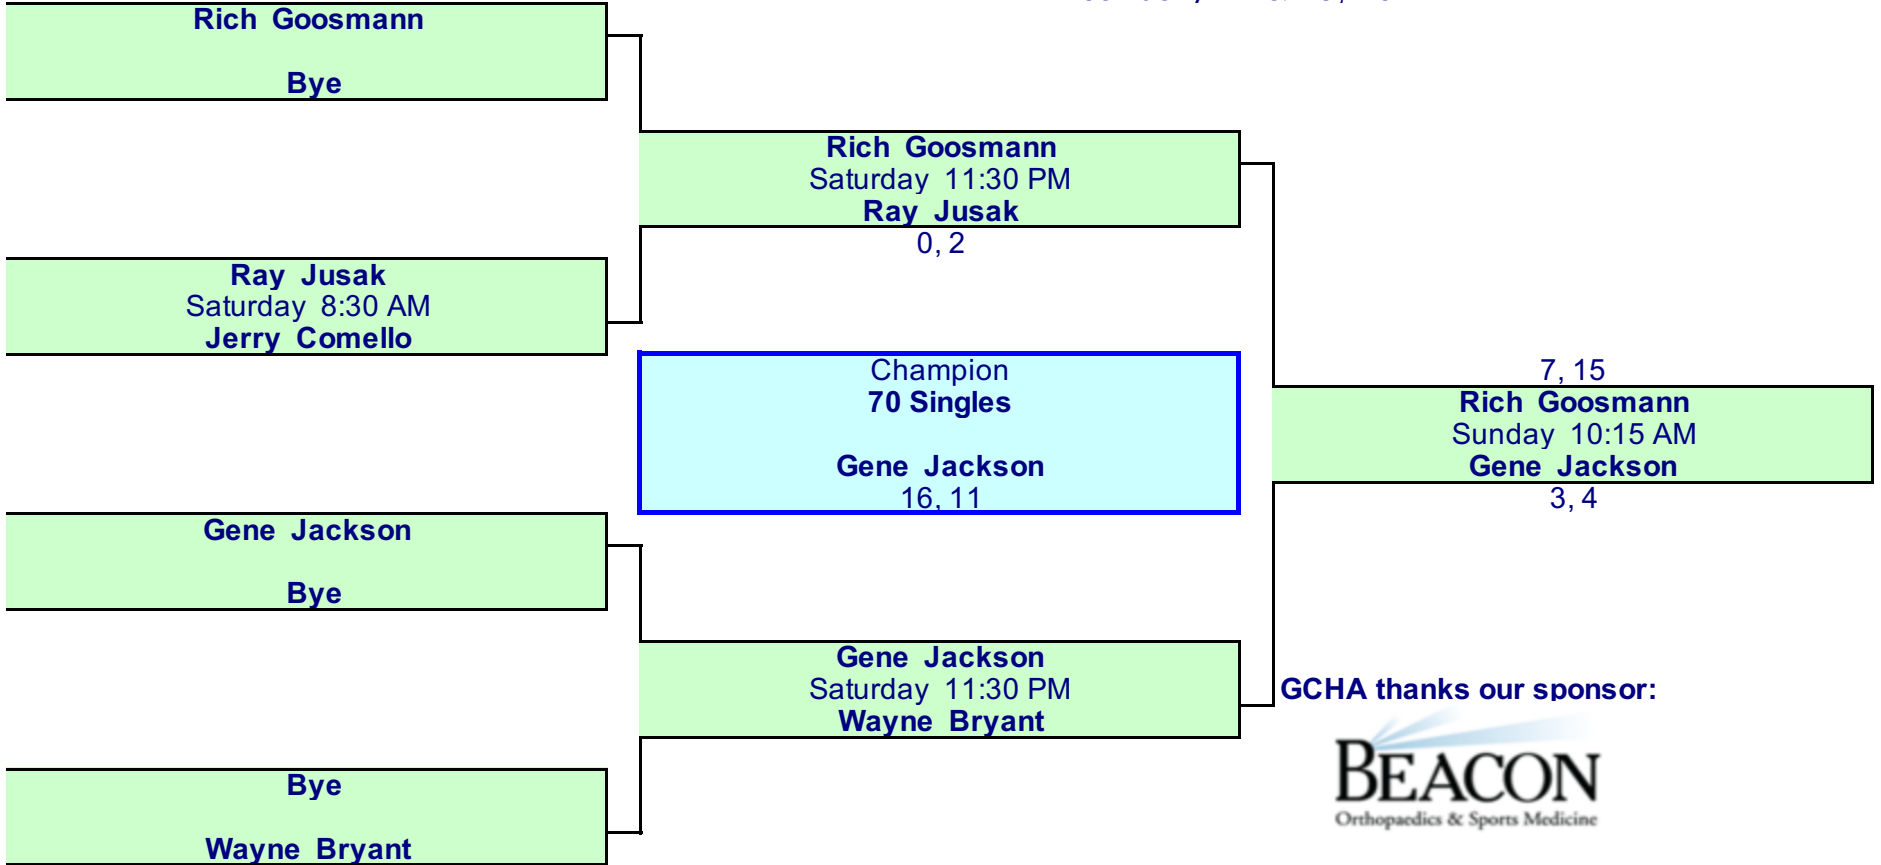 Rich Goosmann
Bye
Rich Goosmann
Saturday 11:30 PM
Ray Jusak
0, 2
Ray Jusak
Saturday 8:30 AM
Jerry Comello
Champion
70 Singles
Gene Jackson
16, 11
7, 15
Rich Goosmann
Sunday 10:15 AM
Gene Jackson
3, 4
Gene Jackson
Bye
Gene Jackson
Saturday 11:30 PM
Wayne Bryant
Bye
Wayne Bryant
GCHA thanks our sponsor:
BEACON
Orthopaedics & Sports Medicine